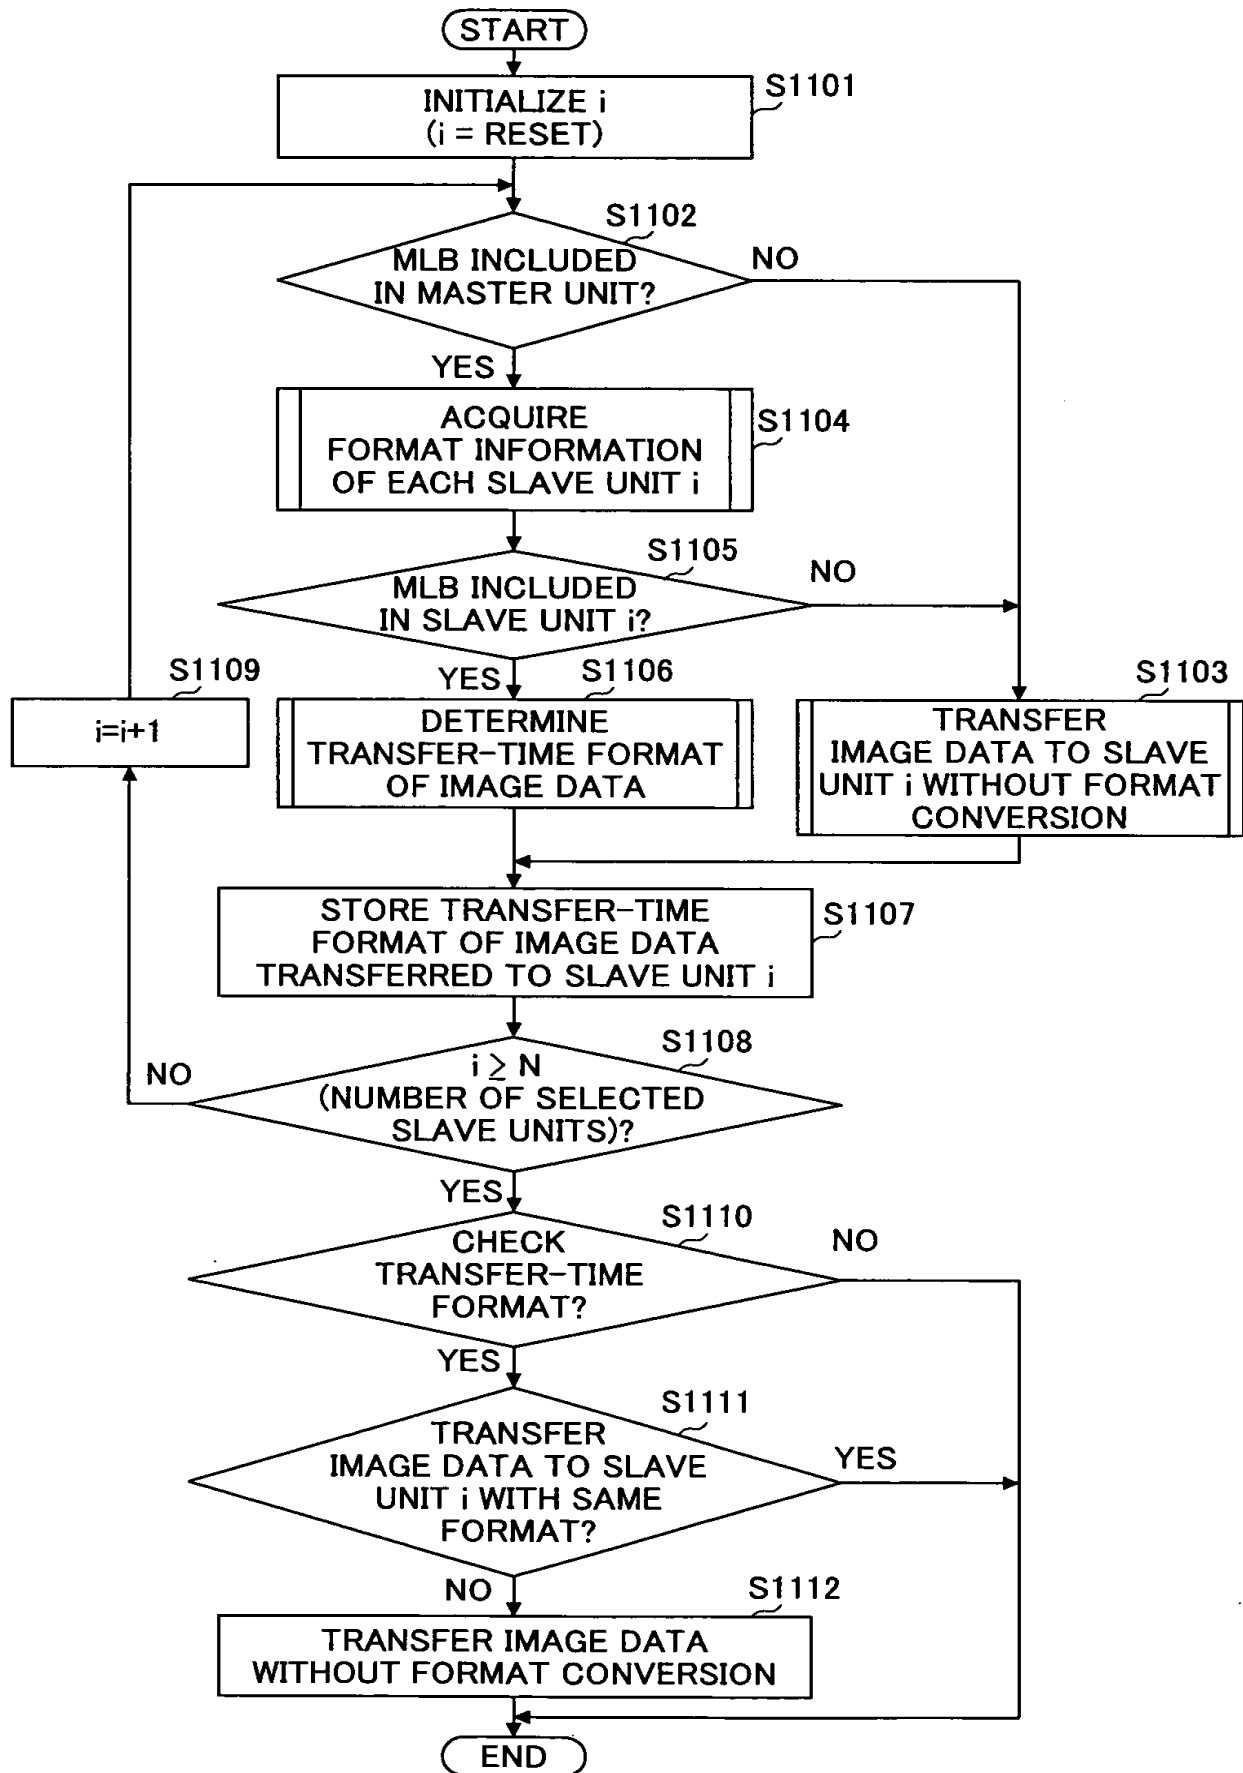 START
S1101
INITIALIZE i
(i = RESET)
S1102
MLB INCLUDED
IN MASTER UNIT?
NO
YES
ACQUIRE
FORMAT INFORMATION
OF EACH SLAVE UNIT i
S1104
S1105
MLB INCLUDED
IN SLAVE UNIT i?
NO
YES
S1109
i=i+1
S1106
DETERMINE
TRANSFER-TIME FORMAT
OF IMAGE DATA
S1103
TRANSFER
IMAGE DATA TO SLAVE
UNIT i WITHOUT FORMAT
CONVERSION
STORE TRANSFER-TIME
FORMAT OF IMAGE DATA
TRANSFERRED TO SLAVE UNIT i
S1107
S1108
i ≥ N
(NUMBER OF SELECTED
SLAVE UNITS)?
NO
YES
S1110
CHECK
TRANSFER-TIME
FORMAT?
NO
YES
S1111
TRANSFER
IMAGE DATA TO SLAVE
UNIT i WITH SAME
FORMAT?
YES
NO
S1112
TRANSFER IMAGE DATA
WITHOUT FORMAT CONVERSION
END